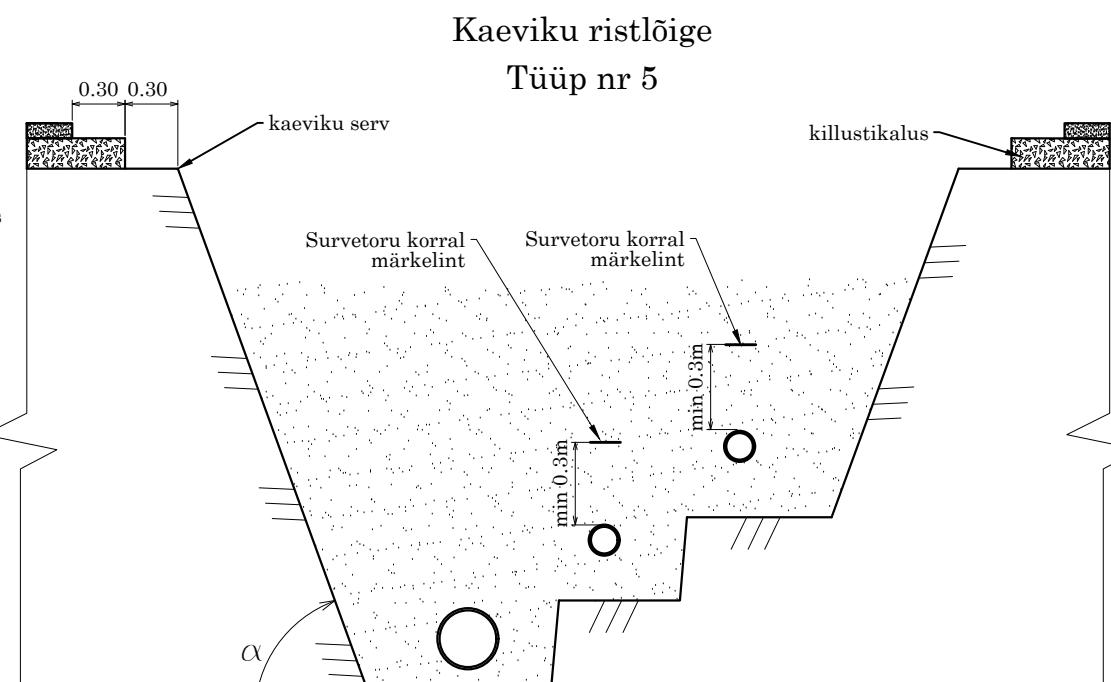 Kaeviku ristlõige
Tüüp nr 5
0.30 0.30
kaeviku serv
killustikalus
Survetoru korral
märkelint
Survetoru korral
märkelint
min 0.3m
min 0.3m
α